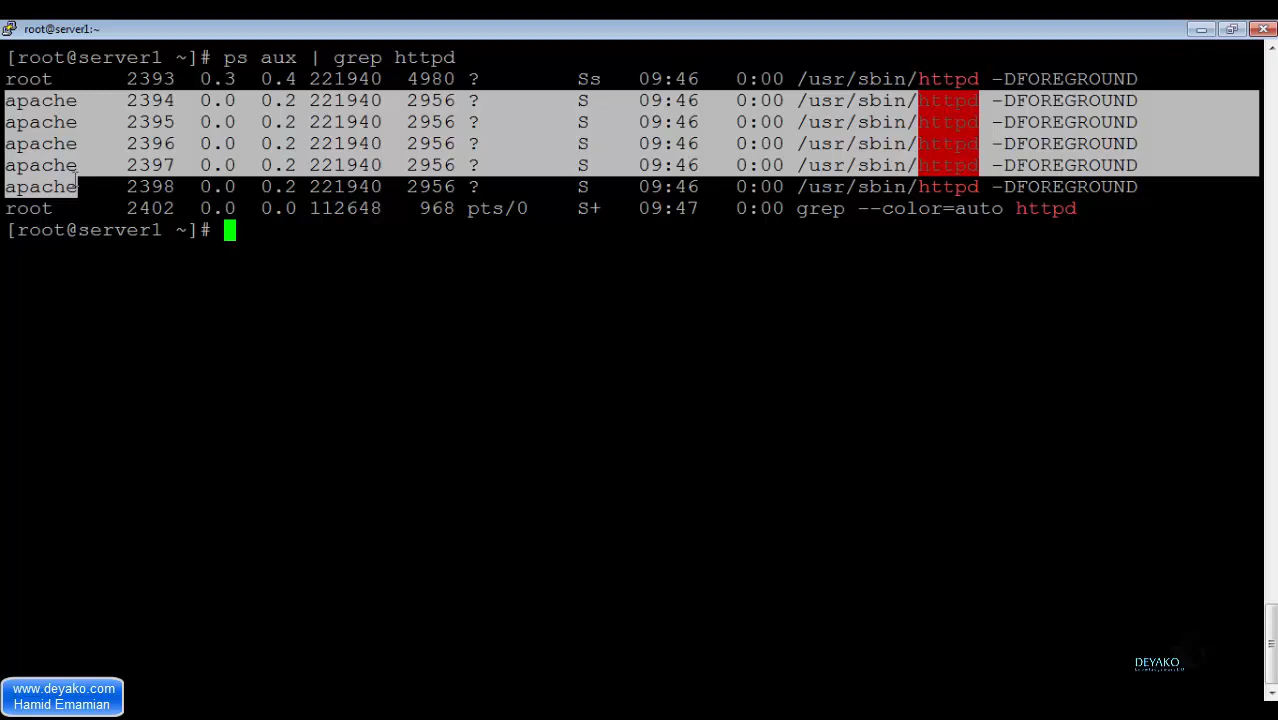 root@server1:~
[root@server1 ~]# ps aux | grep httpd
root 2393 0.3 0.4 221940 4980 ? Ss 09:46 0:00 /usr/sbin/httpd -DFOREGROUND
apache 2394 0.0 0.2 221940 2956 ? S 09:46 0:00 /usr/sbin/httpd -DFOREGROUND
apache 2395 0.0 0.2 221940 2956 ? S 09:46 0:00 /usr/sbin/httpd -DFOREGROUND
apache 2396 0.0 0.2 221940 2956 ? S 09:46 0:00 /usr/sbin/httpd -DFOREGROUND
apache 2397 0.0 0.2 221940 2956 ? S 09:46 0:00 /usr/sbin/httpd -DFOREGROUND
apache 2398 0.0 0.2 221940 2956 ? S 09:46 0:00 /usr/sbin/httpd -DFOREGROUND
root 2402 0.0 0.0 112648 968 pts/0 S+ 09:47 0:00 grep --color=auto httpd
[root@server1 ~]#
DEYAKO
www.deyako.com
Hamid Emamian